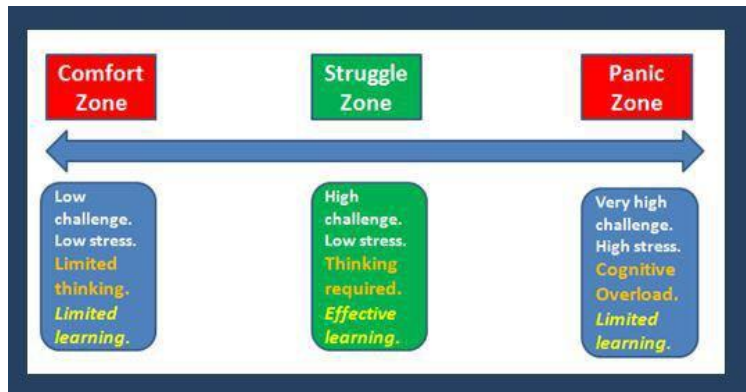 Comfort
Zone
Struggle
Zone
Panic
Zone
Low
challenge.
Low stress.
Limited
thinking.
Limited
learning.
High
challenge.
Low stress.
Thinking
required.
Effective
learning.
Very high
challenge.
High stress.
Cognitive
Overload.
Limited
learning.